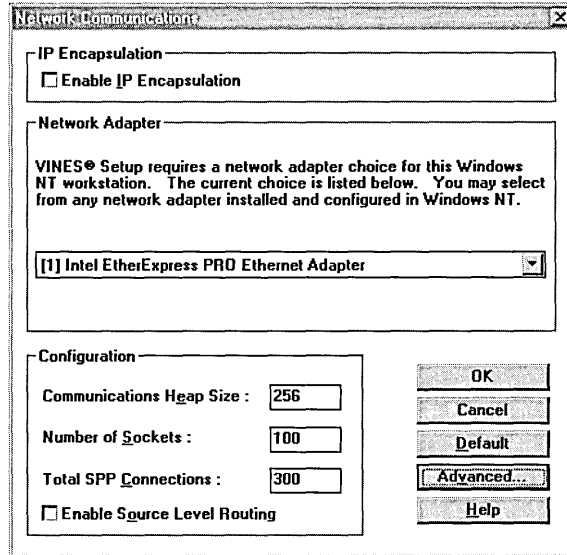 Network Communications
IP Encapsulation
Enable IP Encapsulation
Network Adapter
VINES® Setup requires a network adapter choice for this Windows
NT workstation. The current choice is listed below. You may select
from any network adapter installed and configured in Windows NT.
[1] Intel EtherExpress PRO Ethernet Adapter
Configuration
Communications Heap Size : 256
Number of Sockets : 100
Total SPP Connections : 300
Enable Source Level Routing
OK
Cancel
Default
Advanced...
Help